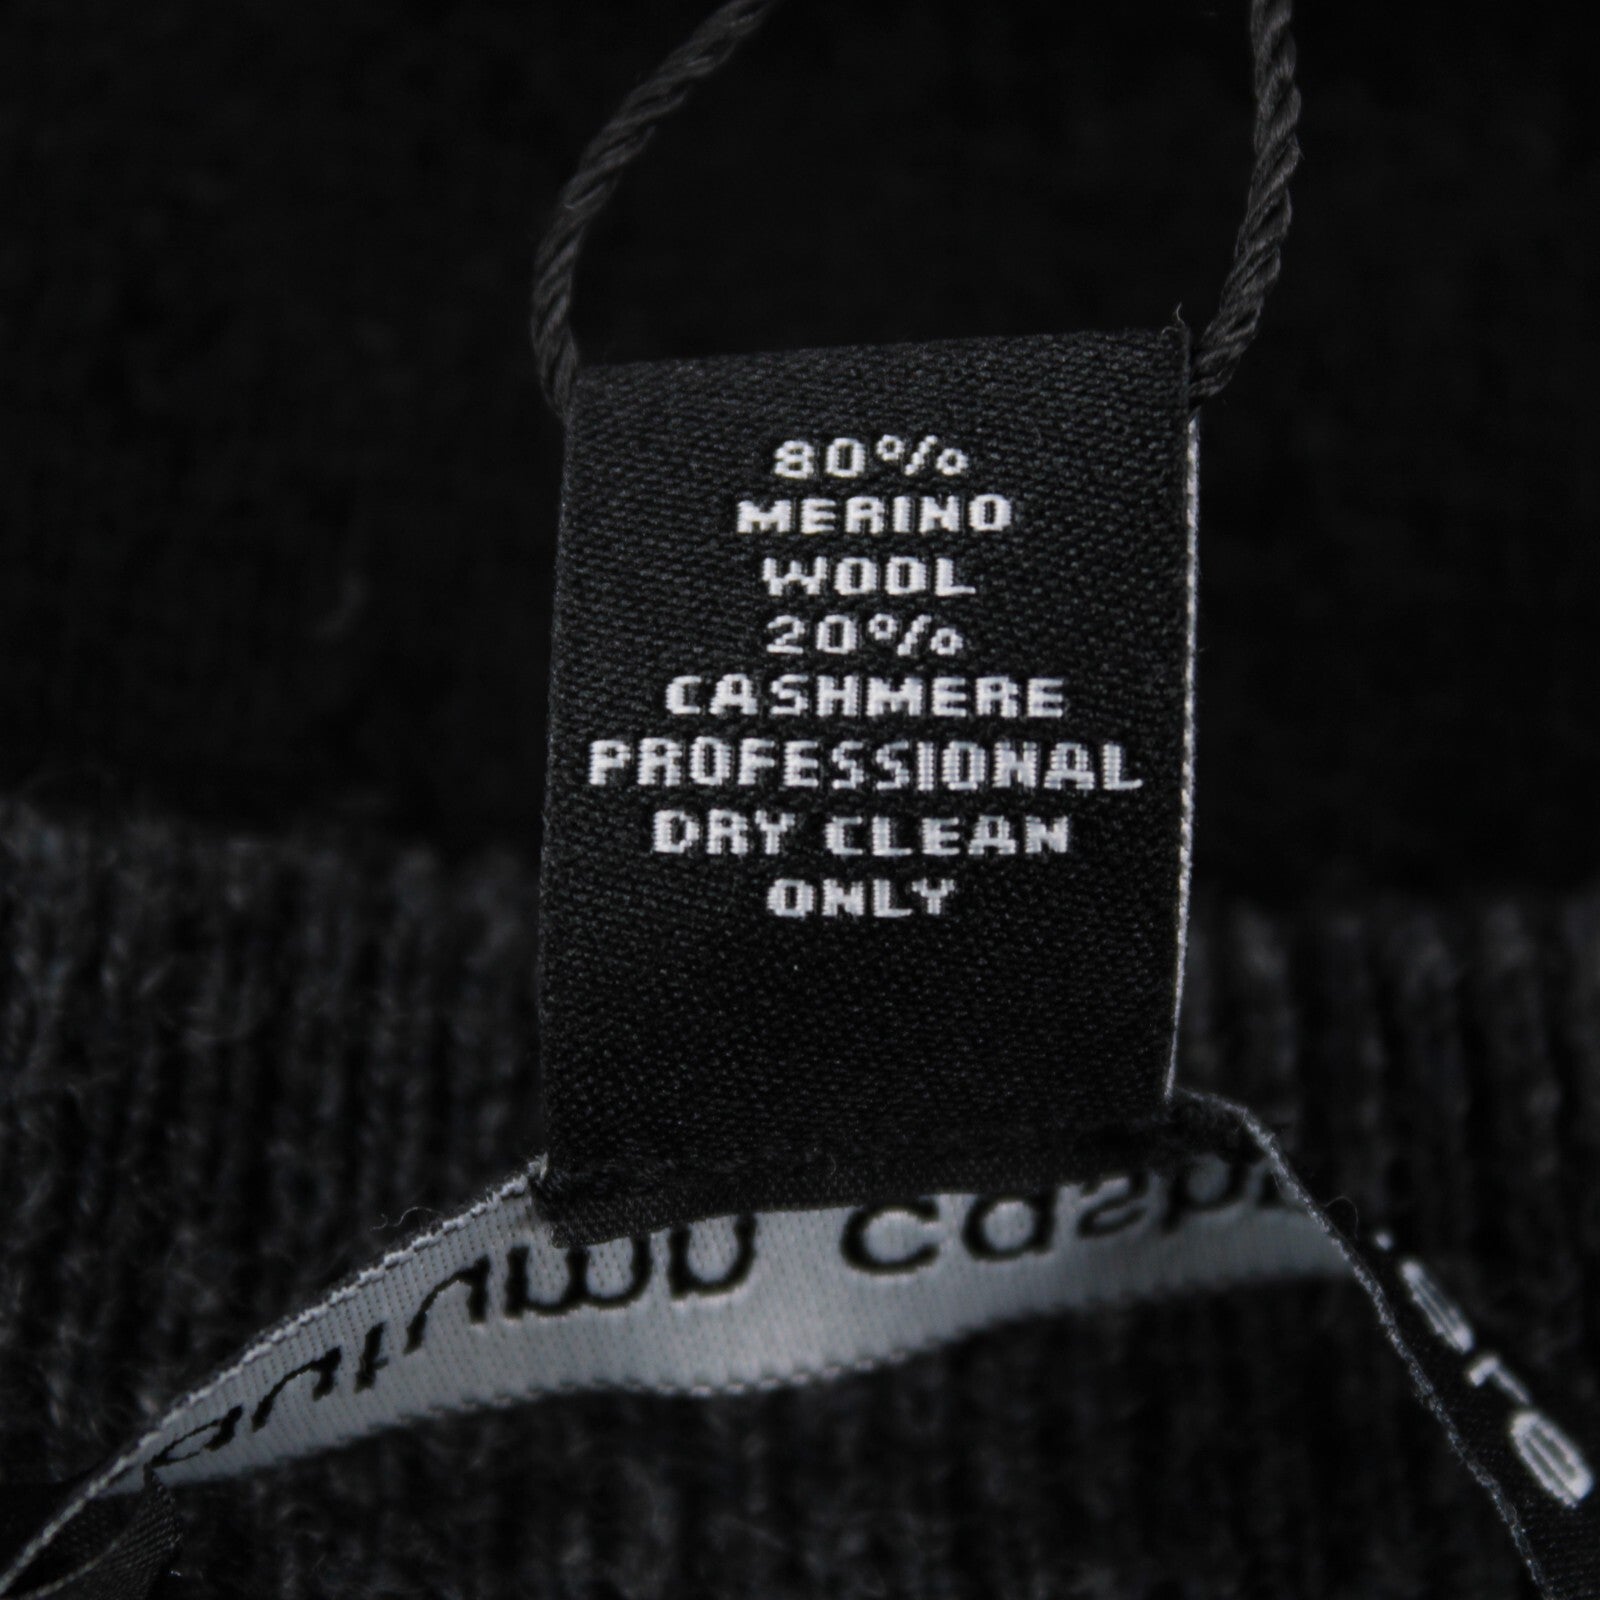 80%
MERINO
WOOL
20%
CASHMERE
PROFESSIONAL
DRY CLEAN
ONLY